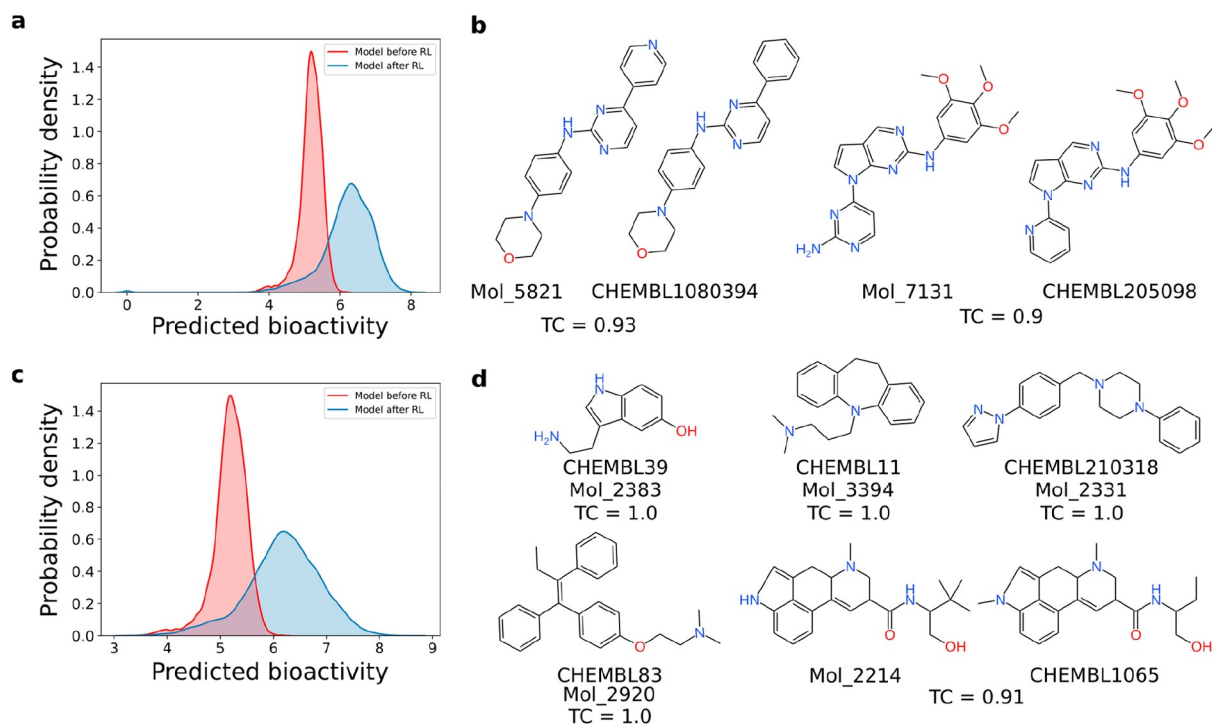 a
Model before RL
Model after RL
Probability density
1.4
1.2
1.0
0.8
0.6
0.4
0.2
0.0
0 2 4 6 8
Predicted bioactivity
b
N
N
H
N
N
N
O
H
N
N
N
N
O
O
O
O
N
N
N
N
H
N
N
H₂N
O
O
O
N
N
N
N
H
N
Mol_5821 CHEMBL1080394
TC = 0.93
Mol_7131 CHEMBL205098
TC = 0.9
c
Model before RL
Model after RL
Probability density
1.4
1.2
1.0
0.8
0.6
0.4
0.2
0.0
3 4 5 6 7 8 9
Predicted bioactivity
d
H
N
H₂N
OH
CHEMBL39
Mol_2383
TC = 1.0
N
N
CHEMBL11
Mol_3394
TC = 1.0
N
N
N
N
CHEMBL210318
Mol_2331
TC = 1.0
N
O
CHEMBL83
Mol_2920
TC = 1.0
N
HN
H
N
O
OH
Mol_2214
N
N
H
N
O
OH
CHEMBL1065
TC = 0.91